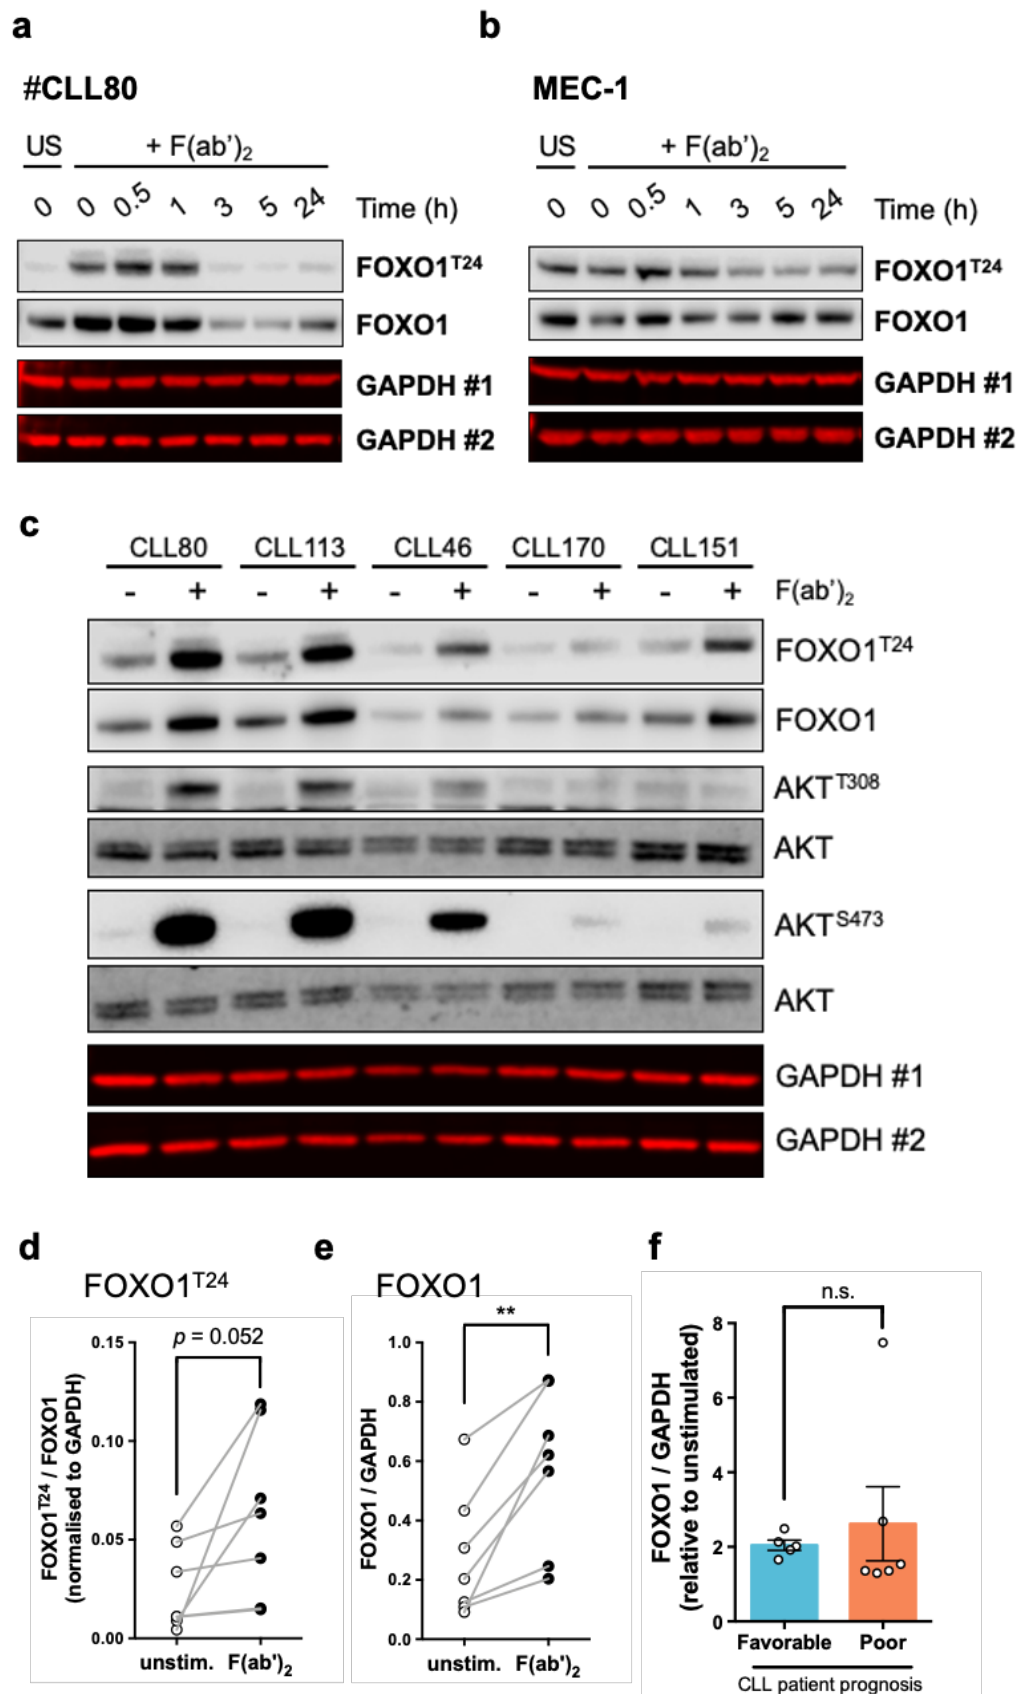 a
b
#CLL80
MEC-1
US
+ F(ab')₂
US
+ F(ab')₂
0 0 0.5 1 3 5 24 Time (h)
0 0 0.5 1 3 5 24 Time (h)
FOXO1ᵀ²⁴
FOXO1ᵀ²⁴
FOXO1
FOXO1
GAPDH #1
GAPDH #1
GAPDH #2
GAPDH #2
c
CLL80 CLL113 CLL46 CLL170 CLL151
- + - + - + - + - + F(ab')₂
FOXO1ᵀ²⁴
FOXO1
AKTᵀ³⁰⁸
AKT
AKTˢ⁴⁷³
AKT
GAPDH #1
GAPDH #2
d
FOXO1ᵀ²⁴
p = 0.052
FOXO1ᵀ²⁴ / FOXO1
(normalised to GAPDH)
0.15
0.10
0.05
0.00
unstim. F(ab')₂
e
FOXO1
**
FOXO1 / GAPDH
1.0
0.8
0.6
0.4
0.2
0.0
unstim. F(ab')₂
f
n.s.
FOXO1 / GAPDH
(relative to unstimulated)
8
6
4
2
0
Favorable Poor
CLL patient prognosis